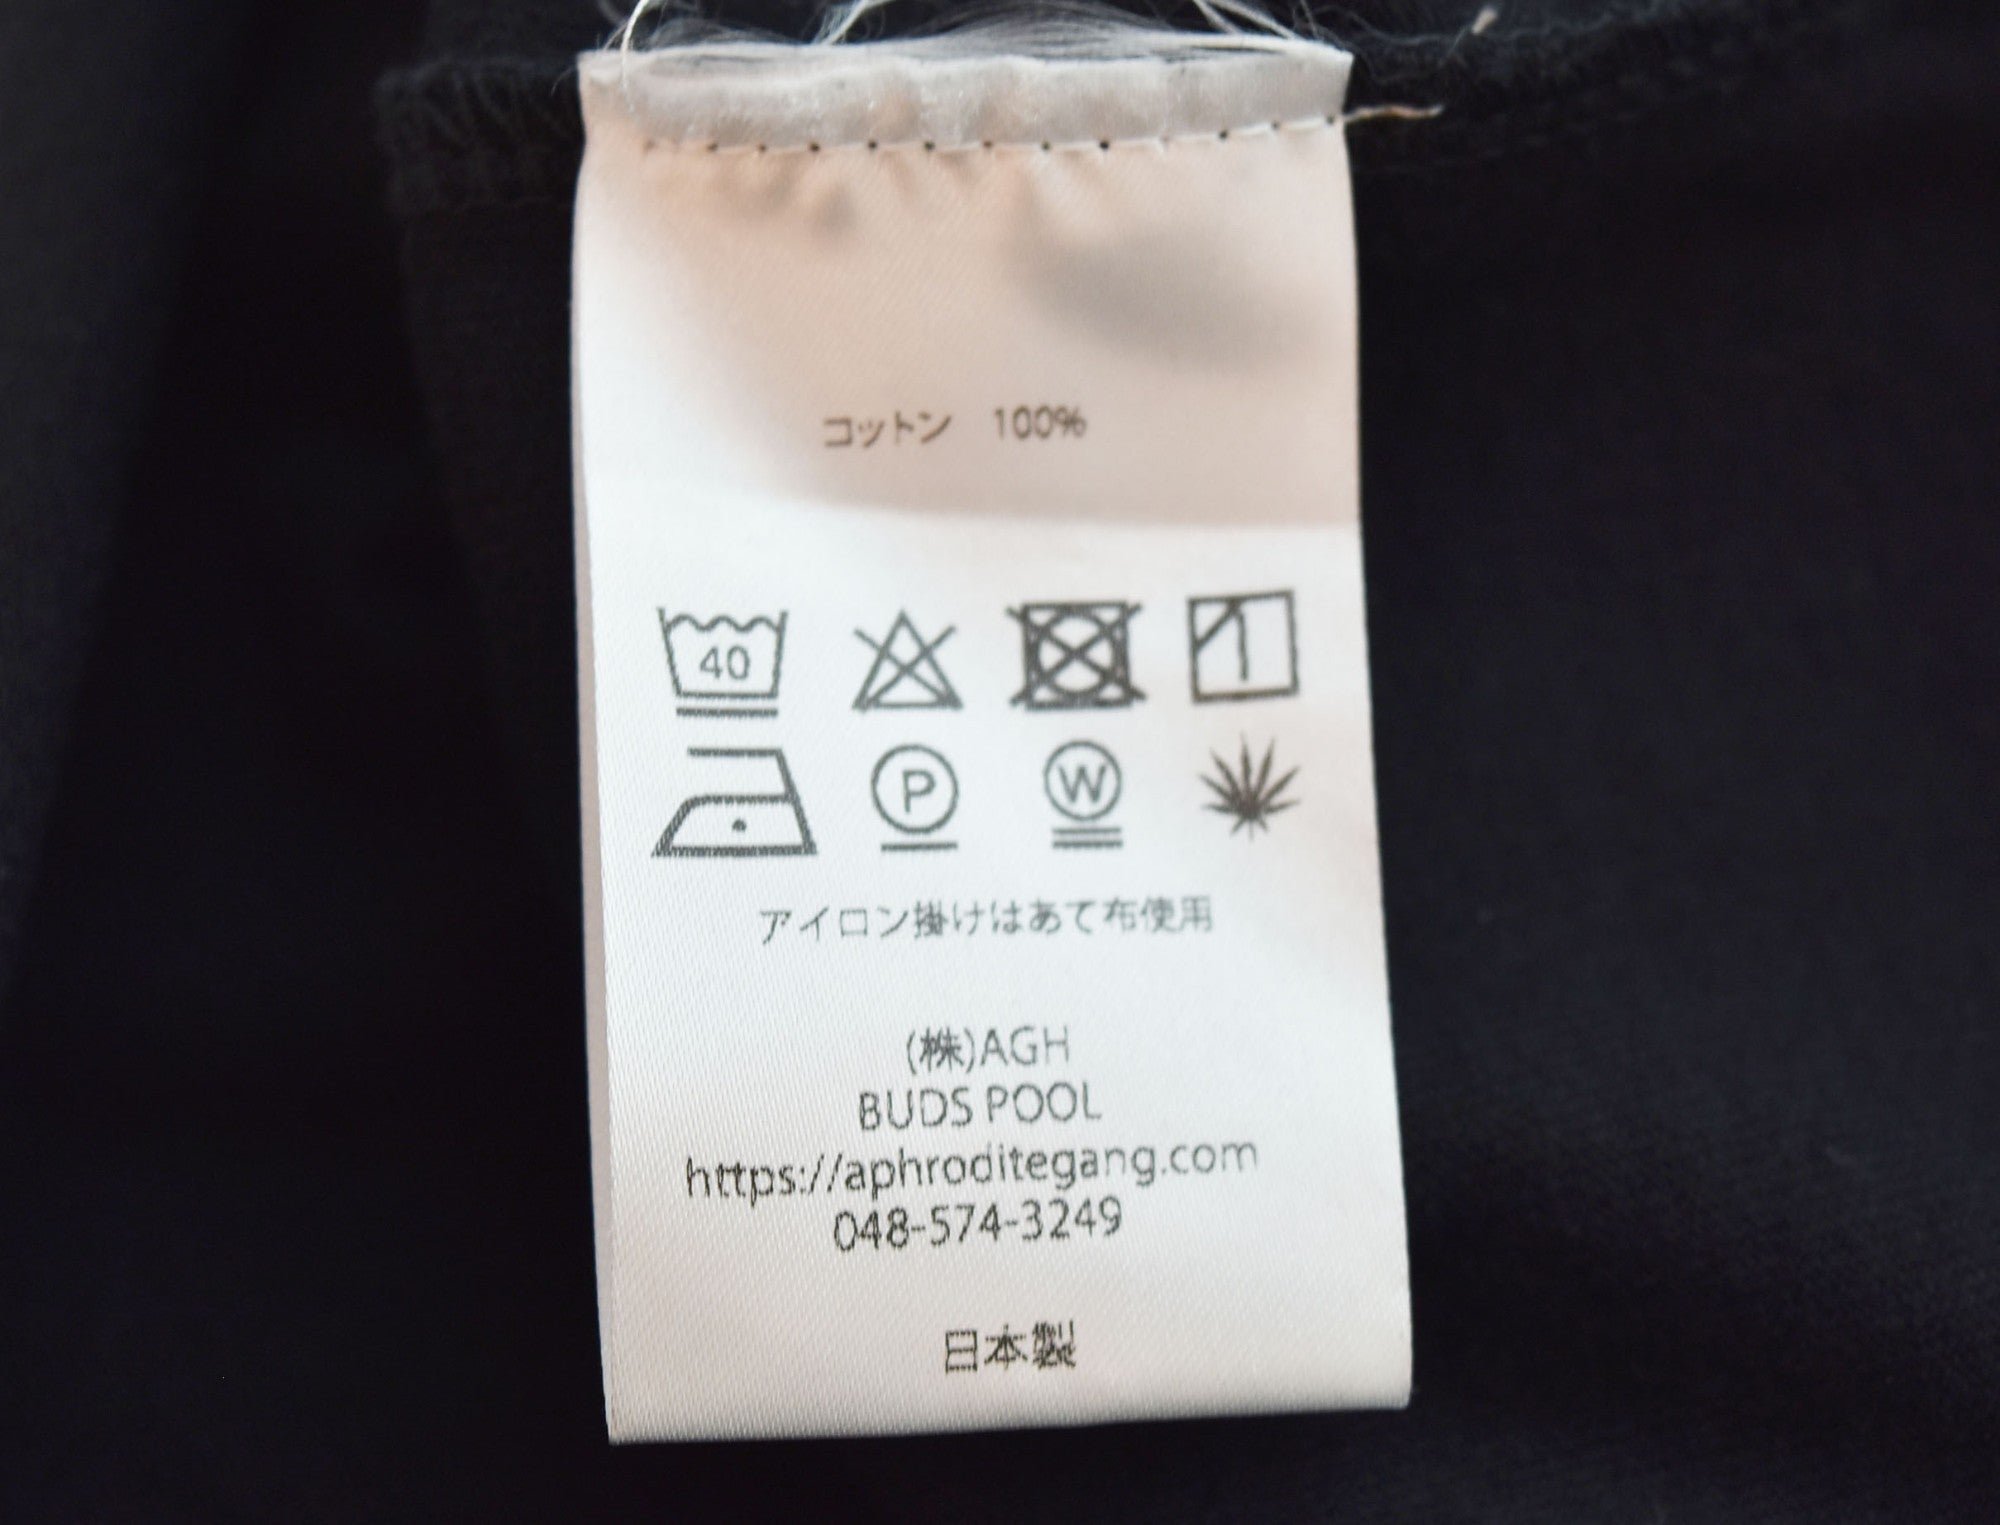 コットン 100%
40
P W
アイロン掛けはあて布使用
(株)AGH
BUDS POOL
https://aphroditegang.com
048-574-3249
日本製